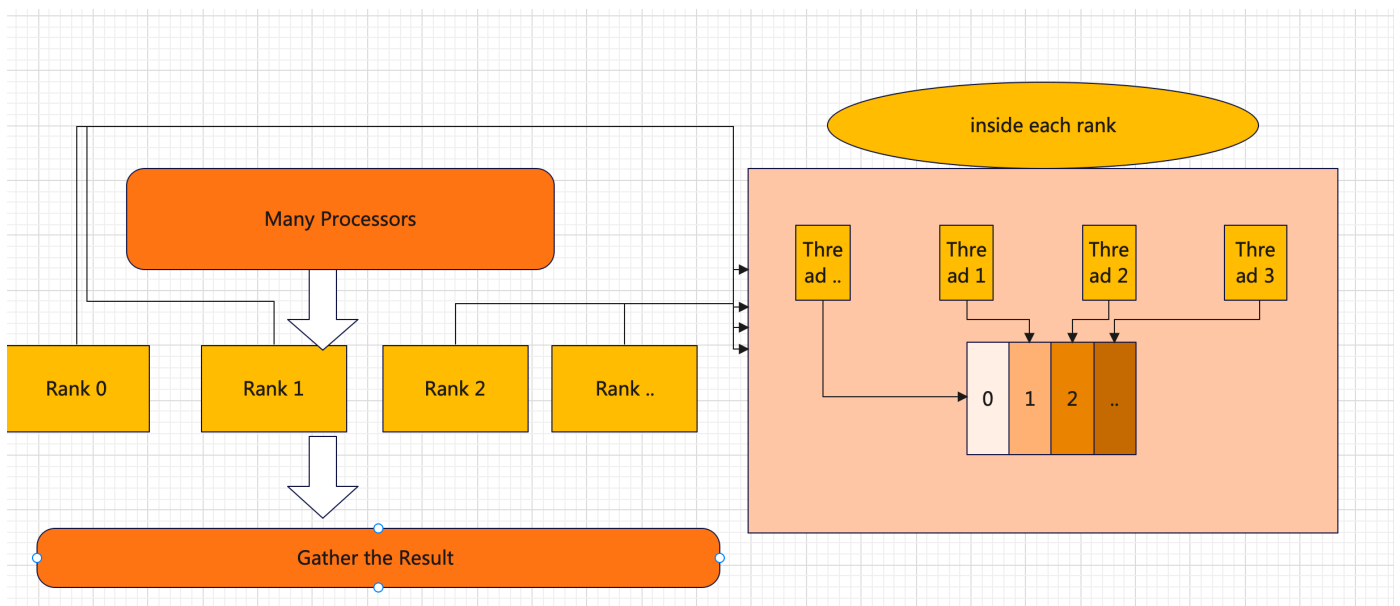 inside each rank
Many Processors
Thre
ad ..
Thre
ad 1
Thre
ad 2
Thre
ad 3
Rank 0
Rank 1
Rank 2
Rank ..
0
1
2
..
Gather the Result